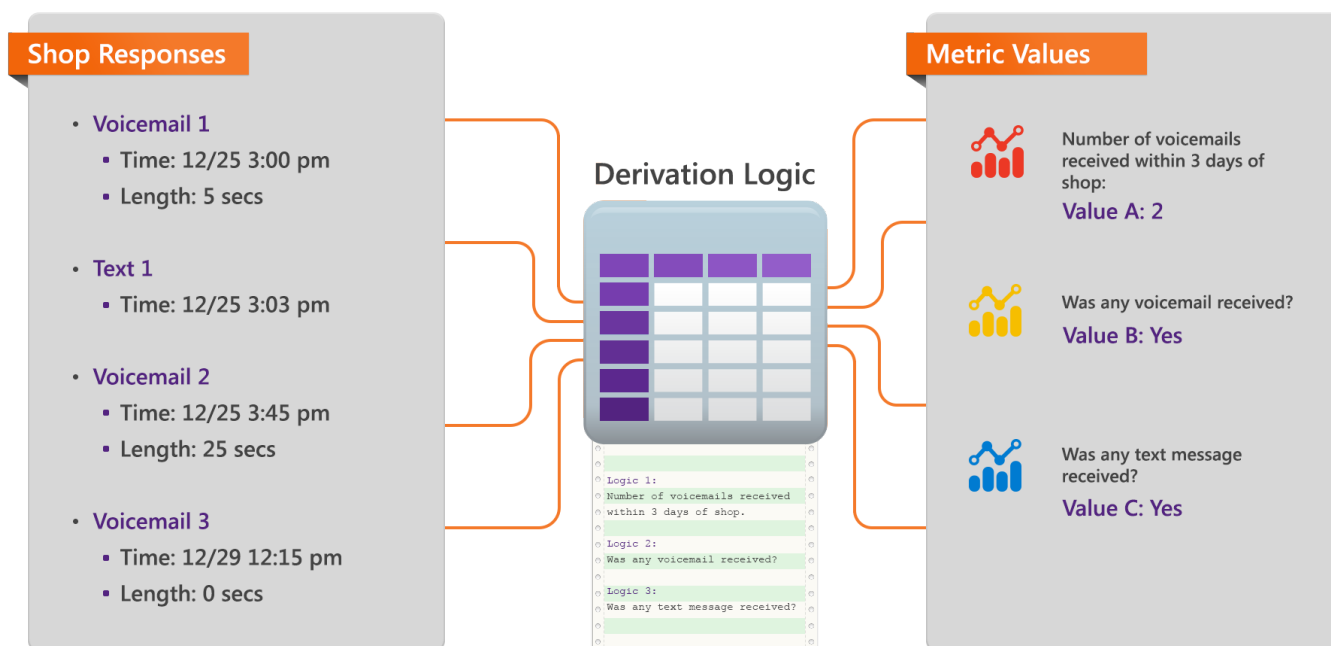 Shop Responses
• Voicemail 1
▪ Time: 12/25 3:00 pm
▪ Length: 5 secs
• Text 1
▪ Time: 12/25 3:03 pm
• Voicemail 2
▪ Time: 12/25 3:45 pm
▪ Length: 25 secs
• Voicemail 3
▪ Time: 12/29 12:15 pm
▪ Length: 0 secs
Derivation Logic
Logic 1:
Number of voicemails received
within 3 days of shop.
Logic 2:
Was any voicemail received?
Logic 3:
Was any text message received?
Metric Values
Number of voicemails
received within 3 days of
shop:
Value A: 2
Was any voicemail received?
Value B: Yes
Was any text message
received?
Value C: Yes